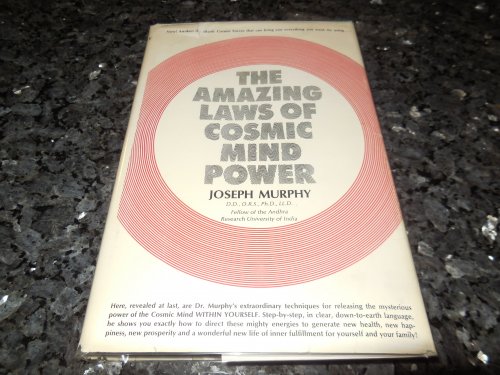 THE
AMAZING
LAWS OF
COSMIC
MIND
POWER
JOSEPH MURPHY
D.D., D.R.S., Ph.D., LL.D.,
Fellow of the Andhra
Research University of India
Here, revealed at last, are Dr. Murphy's extraordinary techniques for releasing the mysterious
power of the Cosmic Mind WITHIN YOURSELF. Step-by-step, in clear, down-to-earth language,
he shows you exactly how to direct these mighty energies to generate new health, new hap-
piness, new prosperity and a wonderful new life of inner fulfillment for yourself and your family!